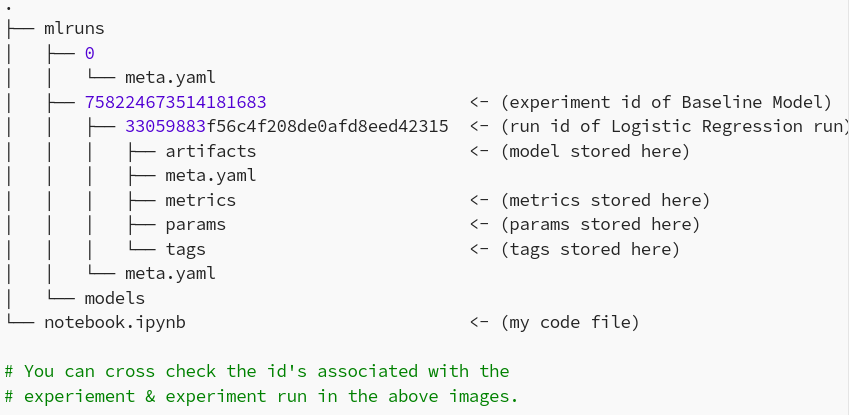 .
├── mlruns
│   ├── 0
│   │   └── meta.yaml
│   ├── 758224673514181683                    <- (experiment id of Baseline Model)
│   │   ├── 33059883f56c4f208de0afd8eed42315  <- (run id of Logistic Regression run)
│   │   │   ├── artifacts                     <- (model stored here)
│   │   │   ├── meta.yaml
│   │   │   ├── metrics                       <- (metrics stored here)
│   │   │   ├── params                        <- (params stored here)
│   │   │   └── tags                          <- (tags stored here)
│   │   └── meta.yaml
│   └── models
└── notebook.ipynb                            <- (my code file)

# You can cross check the id's associated with the
# experiement & experiment run in the above images.